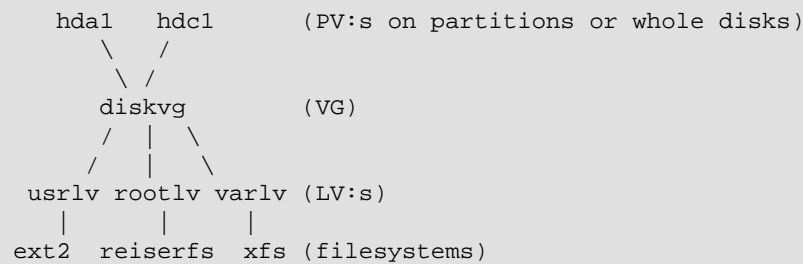 hda1 hdc1 (PV:s on partitions or whole disks)
\ /
\ /
diskvg (VG)
/ | \
/ | \
usrlv rootlv varlv (LV:s)
| | |
ext2 reiserfs xfs (filesystems)